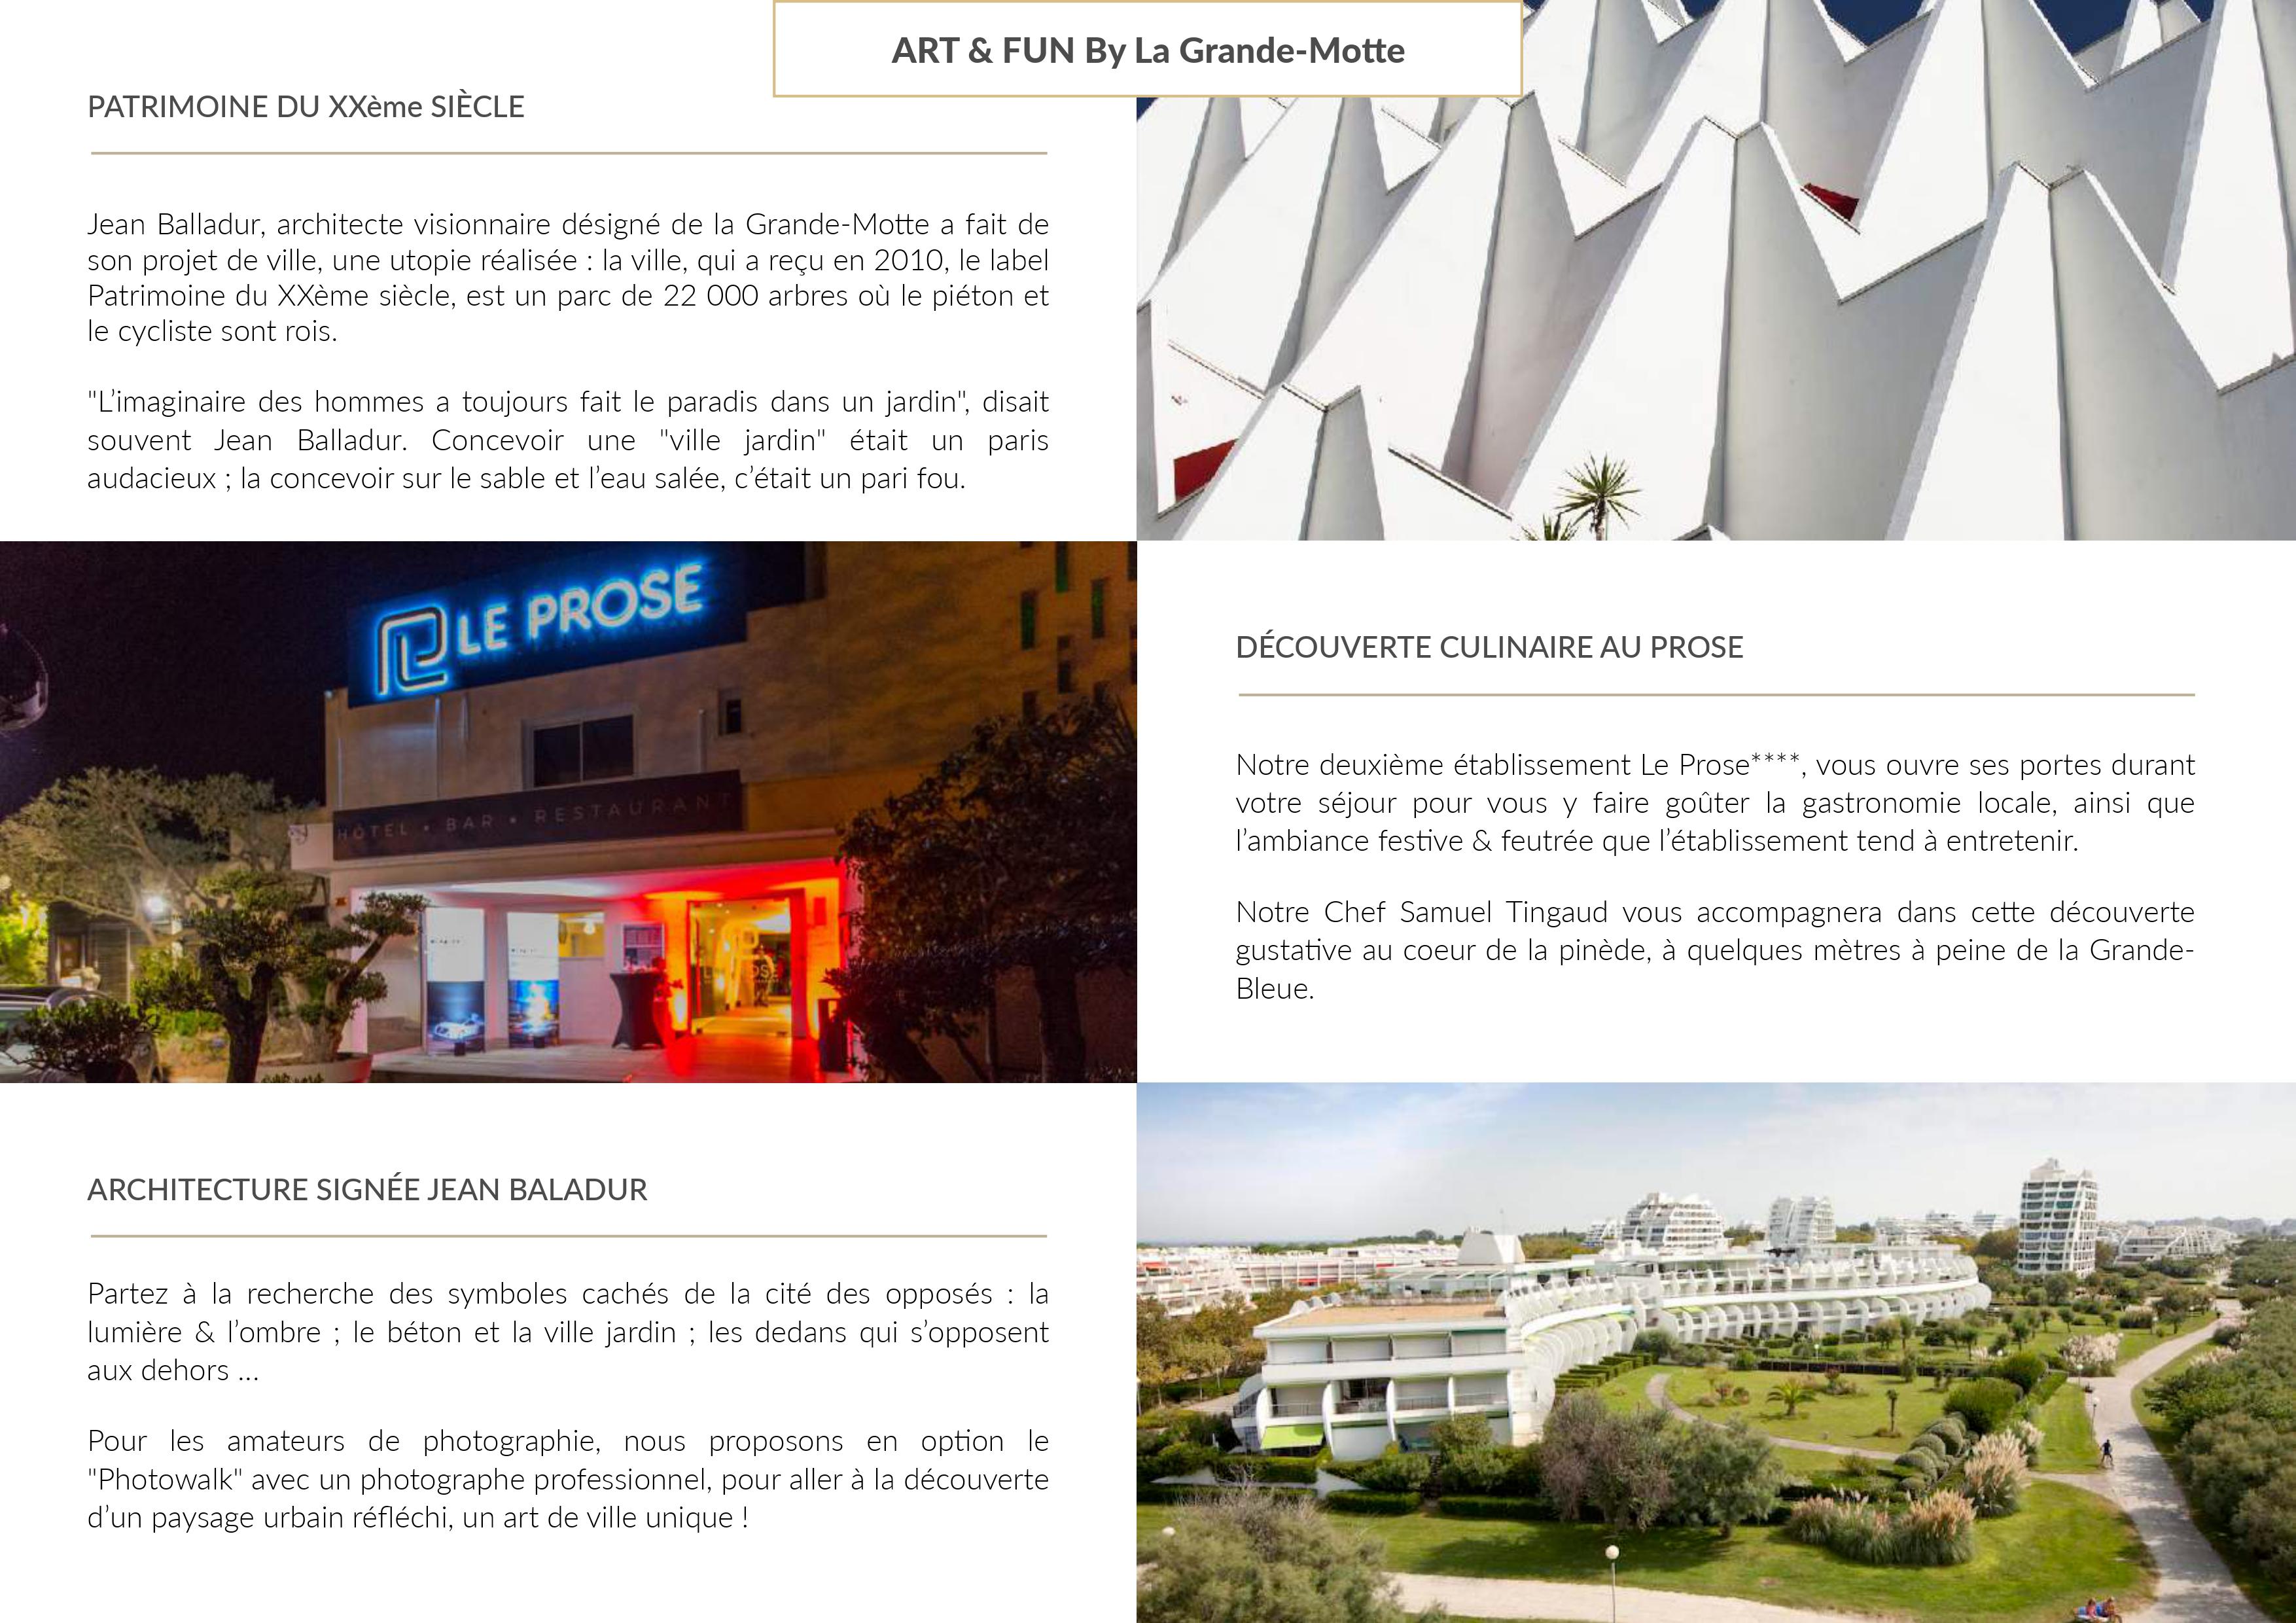 ART & FUN By La Grande-Motte
PATRIMOINE DU XXème SIÈCLE
Jean Balladur, architecte visionnaire désigné de la Grande-Motte a fait de
son projet de ville, une utopie réalisée : la ville, qui a reçu en 2010, le label
Patrimoine du XXème siècle, est un parc de 22 000 arbres où le piéton et
le cycliste sont rois.
"L'imaginaire des hommes a toujours fait le paradis dans un jardin", disait
souvent Jean Balladur. Concevoir une "ville jardin" était un paris
audacieux ; la concevoir sur le sable et l'eau salée, c'était un pari fou.
LE PROSE
HÔTEL • BAR • RESTAURANT
DÉCOUVERTE CULINAIRE AU PROSE
Notre deuxième établissement Le Prose****, vous ouvre ses portes durant
votre séjour pour vous y faire goûter la gastronomie locale, ainsi que
l'ambiance festive & feutrée que l'établissement tend à entretenir.
Notre Chef Samuel Tingaud vous accompagnera dans cette découverte
gustative au coeur de la pinède, à quelques mètres à peine de la Grande-
Bleue.
ARCHITECTURE SIGNÉE JEAN BALADUR
Partez à la recherche des symboles cachés de la cité des opposés : la
lumière & l'ombre ; le béton et la ville jardin ; les dedans qui s'opposent
aux dehors ...
Pour les amateurs de photographie, nous proposons en option le
"Photowalk" avec un photographe professionnel, pour aller à la découverte
d'un paysage urbain réfléchi, un art de ville unique !